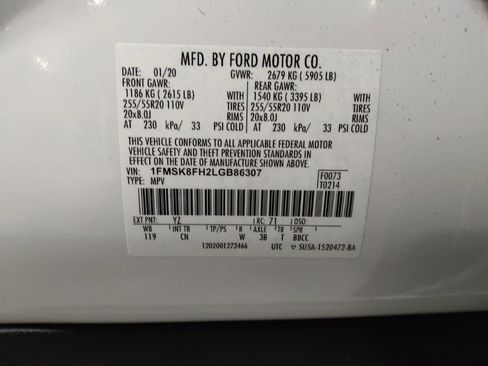 MFD. BY FORD MOTOR CO.
DATE: 01/20 GVWR: 2679 KG (5905 LB)
FRONT GAWR: REAR GAWR:
1186 KG (2615 LB) WITH 1540 KG (3395 LB) WITH
255/55R20 110V TIRES 255/55R20 110V TIRES
20x8.0J RIMS 20x8.0J RIMS
AT 230 kPa/ 33 PSI COLD AT 230 kPa/ 33 PSI COLD
THIS VEHICLE CONFORMS TO ALL APPLICABLE FEDERAL MOTOR
VEHICLE SAFETY AND THEFT PREVENTION STANDARDS IN
EFFECT ON THE DATE OF MANUFACTURE SHOWN ABOVE.
VIN: 1FMSK8FH2LGB86307 F0073
TYPE: MPV T0214
EXT PNT: YZ RC: 71 DSO:
WB INT TR TP/PS R AXLE TR SPR
119 CN W 3B T BBCC
1202001273466 UTC 5U5A-1520472-BA